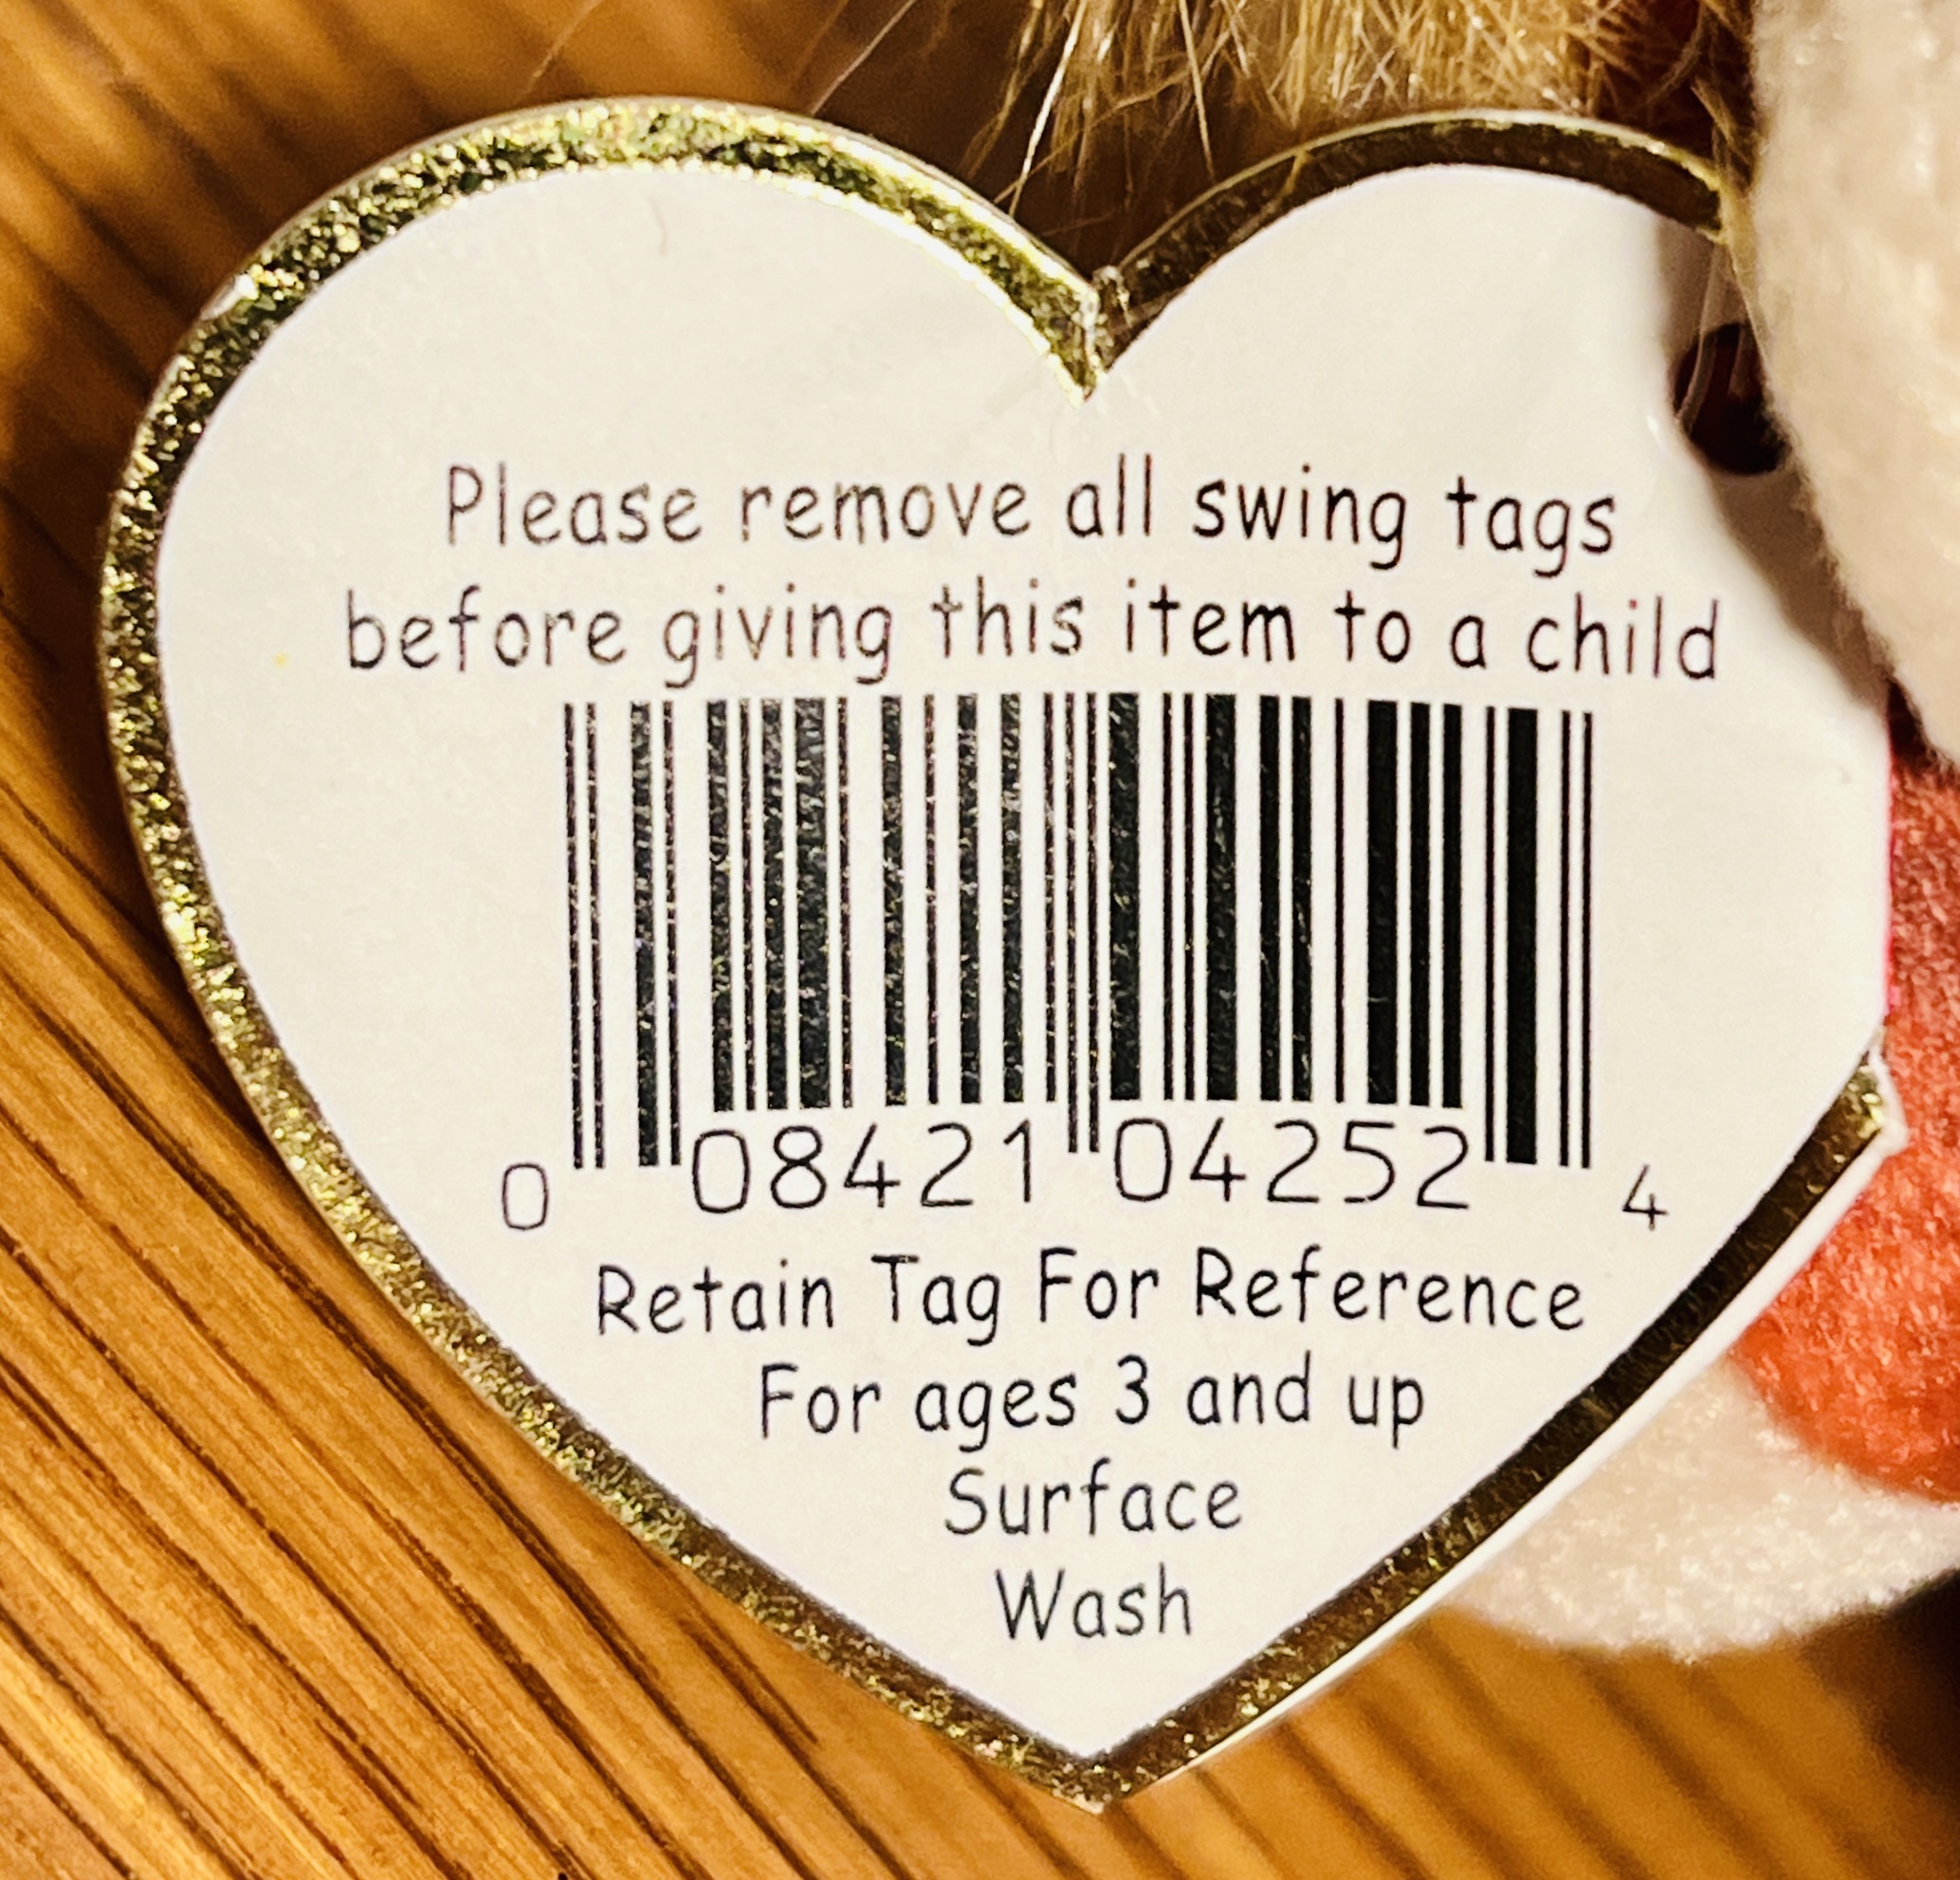 Please remove all swing tags
before giving this item to a child
0 08421 04252 4
Retain Tag For Reference
For ages 3 and up
Surface
Wash